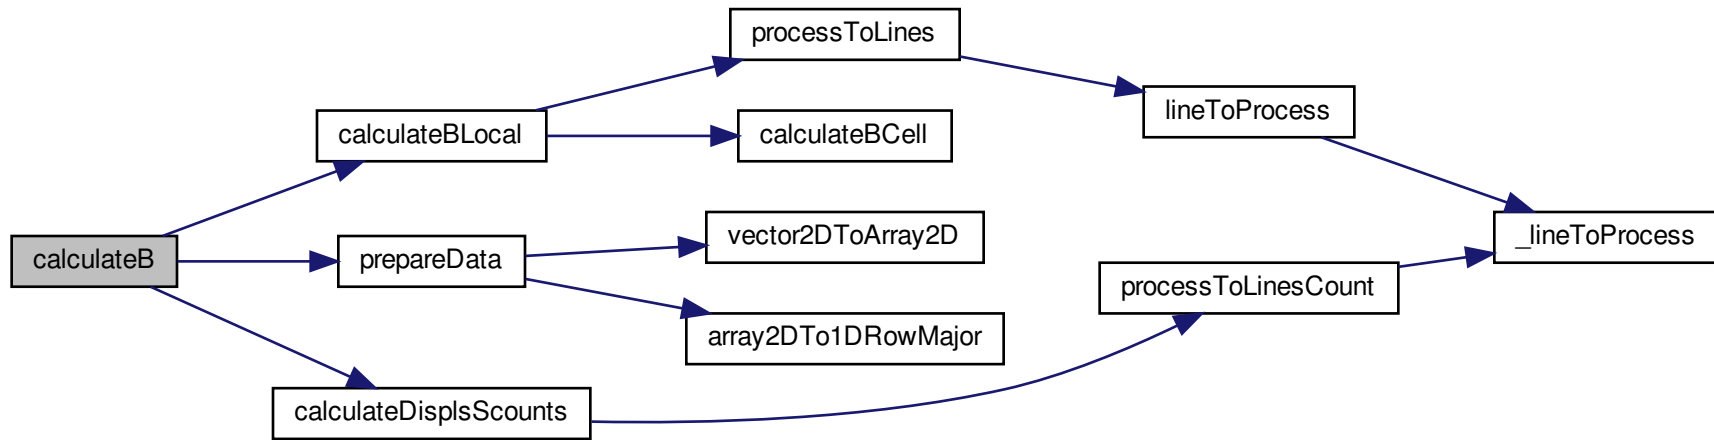 processToLines
lineToProcess
calculateBLocal
calculateBCell
_lineToProcess
vector2DToArray2D
calculateB
prepareData
processToLinesCount
array2DTo1DRowMajor
calculateDisplsScounts